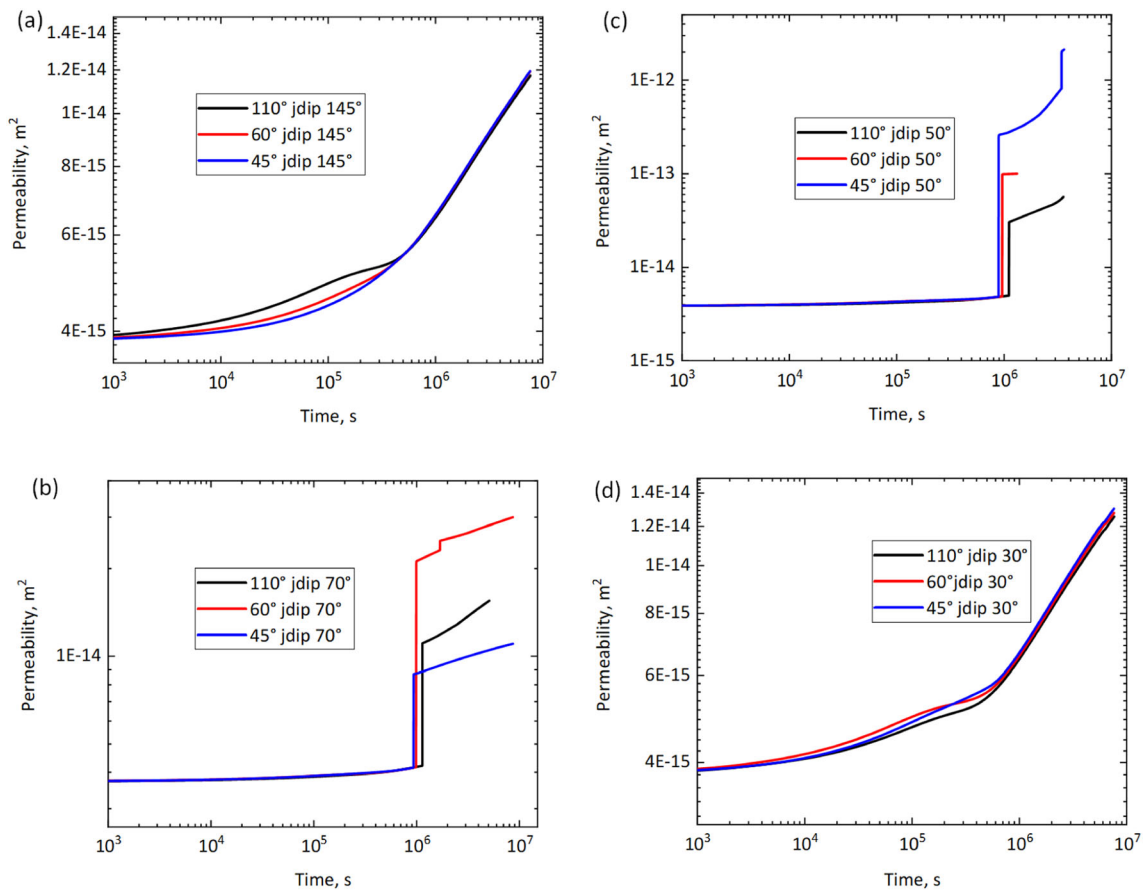 (a)
Permeability, m²
1.4E-14
1.2E-14
1E-14
8E-15
6E-15
4E-15
110° jdip 145°
60° jdip 145°
45° jdip 145°
10³ 10⁴ 10⁵ 10⁶ 10⁷
Time, s
(c)
Permeability, m²
1E-12
1E-13
1E-14
1E-15
110° jdip 50°
60° jdip 50°
45° jdip 50°
10³ 10⁴ 10⁵ 10⁶ 10⁷
Time, s
(b)
Permeability, m²
1E-14
110° jdip 70°
60° jdip 70°
45° jdip 70°
10³ 10⁴ 10⁵ 10⁶ 10⁷
Time, s
(d)
Permeability, m²
1.4E-14
1.2E-14
1E-14
8E-15
6E-15
4E-15
110° jdip 30°
60°jdip 30°
45° jdip 30°
10³ 10⁴ 10⁵ 10⁶ 10⁷
Time, s